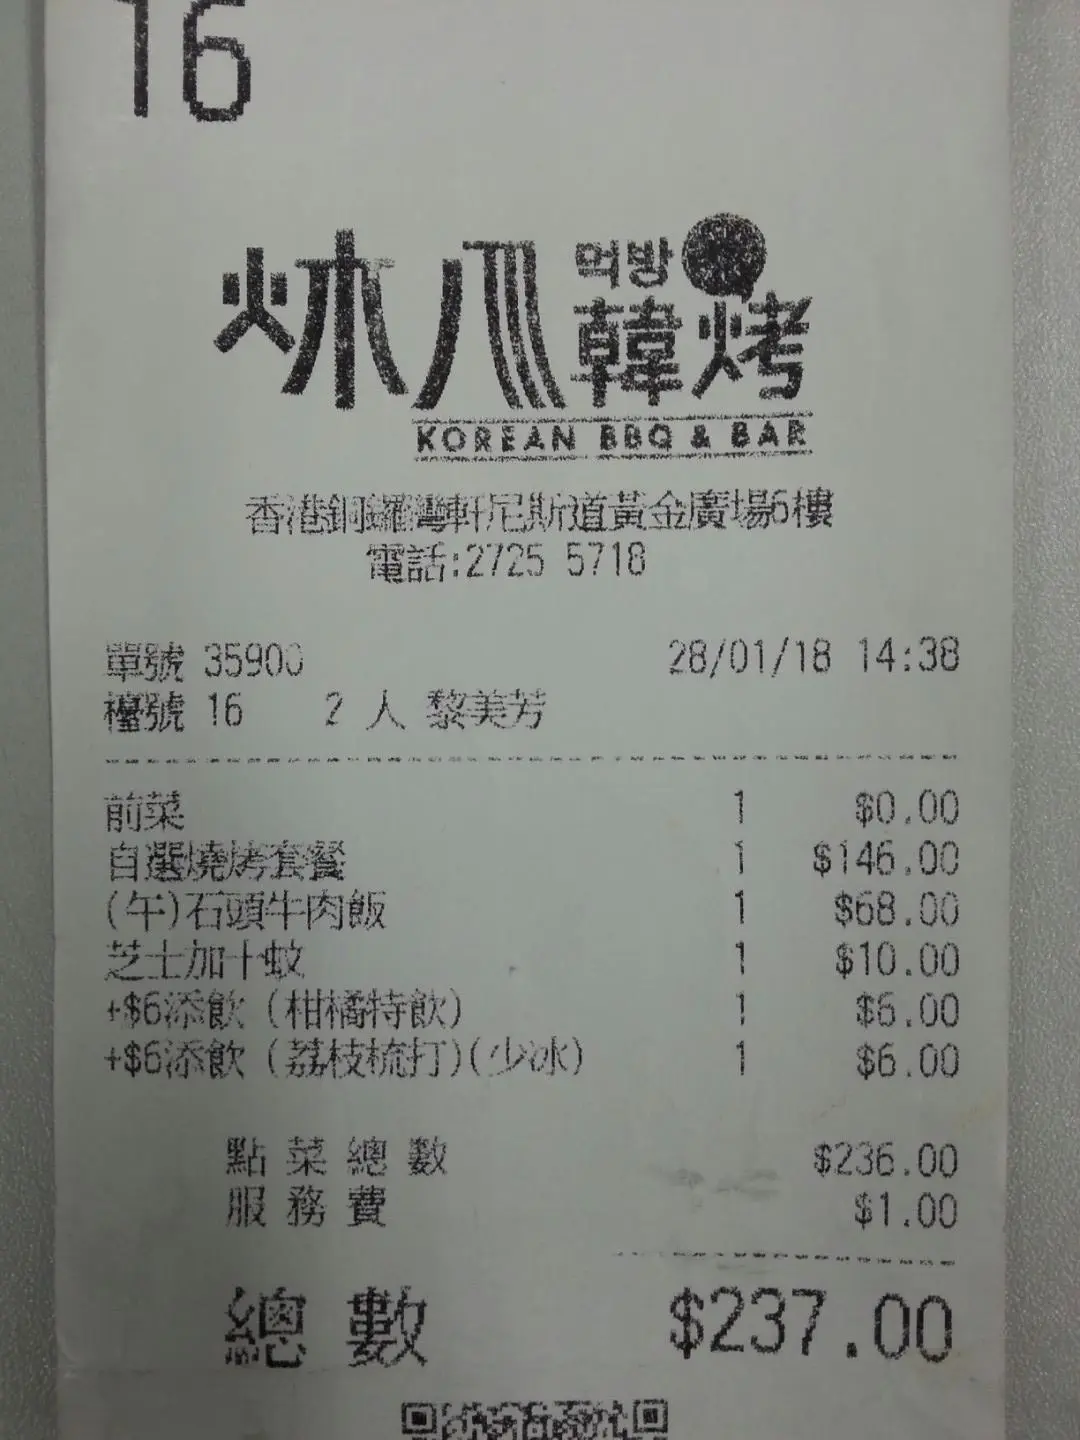 16
炑八 먹방
韓烤
KOREAN BBQ & BAR
香港銅鑼灣軒尼斯道黃金廣場6樓
電話:2725 5718
單號 35900 28/01/18 14:38
檯號 16 2 人 黎美芳
前菜 1 $0.00
自選燒烤套餐 1 $146.00
(午)石頭牛肉飯 1 $68.00
芝士加十蚊 1 $10.00
+$6添飲 (柑橘特飲) 1 $6.00
+$6添飲 (荔枝梳打)(少冰) 1 $6.00
點菜總數 $236.00
服務費 $1.00
總數 $237.00